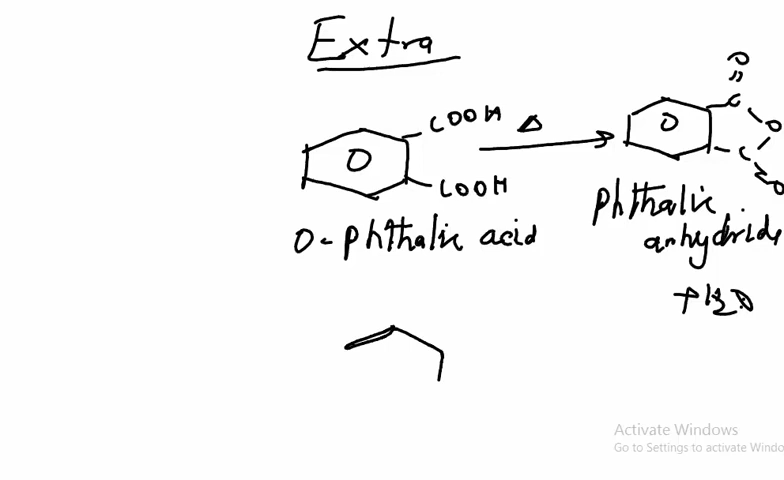 Extra
COOH
Δ
COOH
O
O
O
C
O
C
O
O-phthalic acid
phthalic
anhydride
+H2O
Activate Windows
Go to Settings to activate Windo